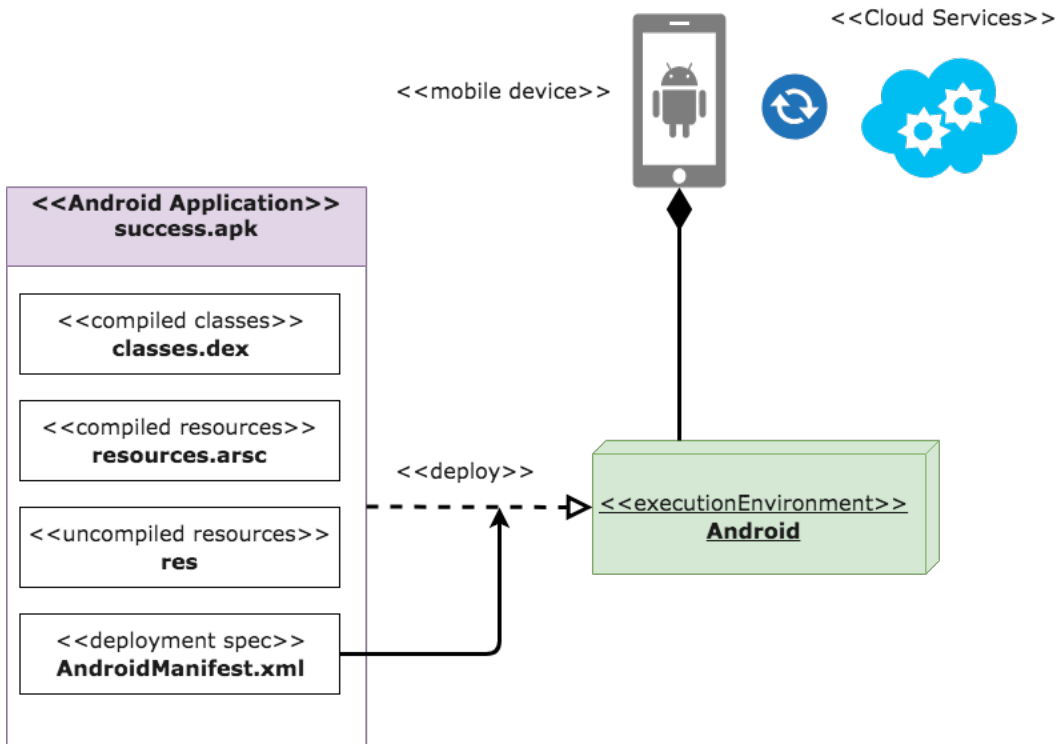 <<Cloud Services>>
<<mobile device>>
<<Android Application>>
success.apk
<<compiled classes>>
classes.dex
<<compiled resources>>
resources.arsc
<<uncompiled resources>>
res
<<deployment spec>>
AndroidManifest.xml
<<deploy>>
<<executionEnvironment>>
Android